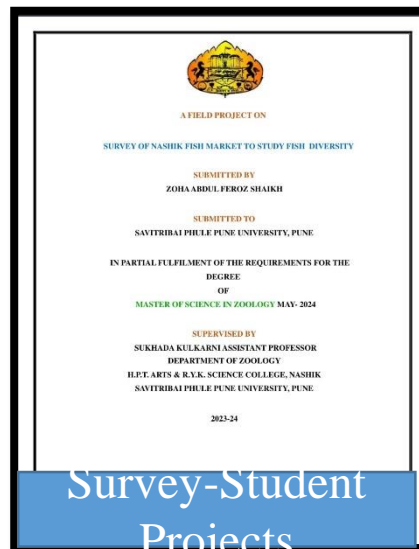 A FIELD PROJECT ON
SURVEY OF NASHIK FISH MARKET TO STUDY FISH DIVERSITY
SUBMITTED BY
ZOHA ABDUL FEROZ SHAIKH
SUBMITTED TO
SAVITRIBAI PHULE PUNE UNIVERSITY, PUNE
IN PARTIAL FULFILMENT OF THE REQUIREMENTS FOR THE
DEGREE
OF
MASTER OF SCIENCE IN ZOOLOGY MAY- 2024
SUPERVISED BY
SUKHADA KULKARNI ASSISTANT PROFESSOR
DEPARTMENT OF ZOOLOGY
H.P.T. ARTS & R.Y.K. SCIENCE COLLEGE, NASHIK
SAVITRIBAI PHULE PUNE UNIVERSITY, PUNE
2023-24
Survey-Student
Projects